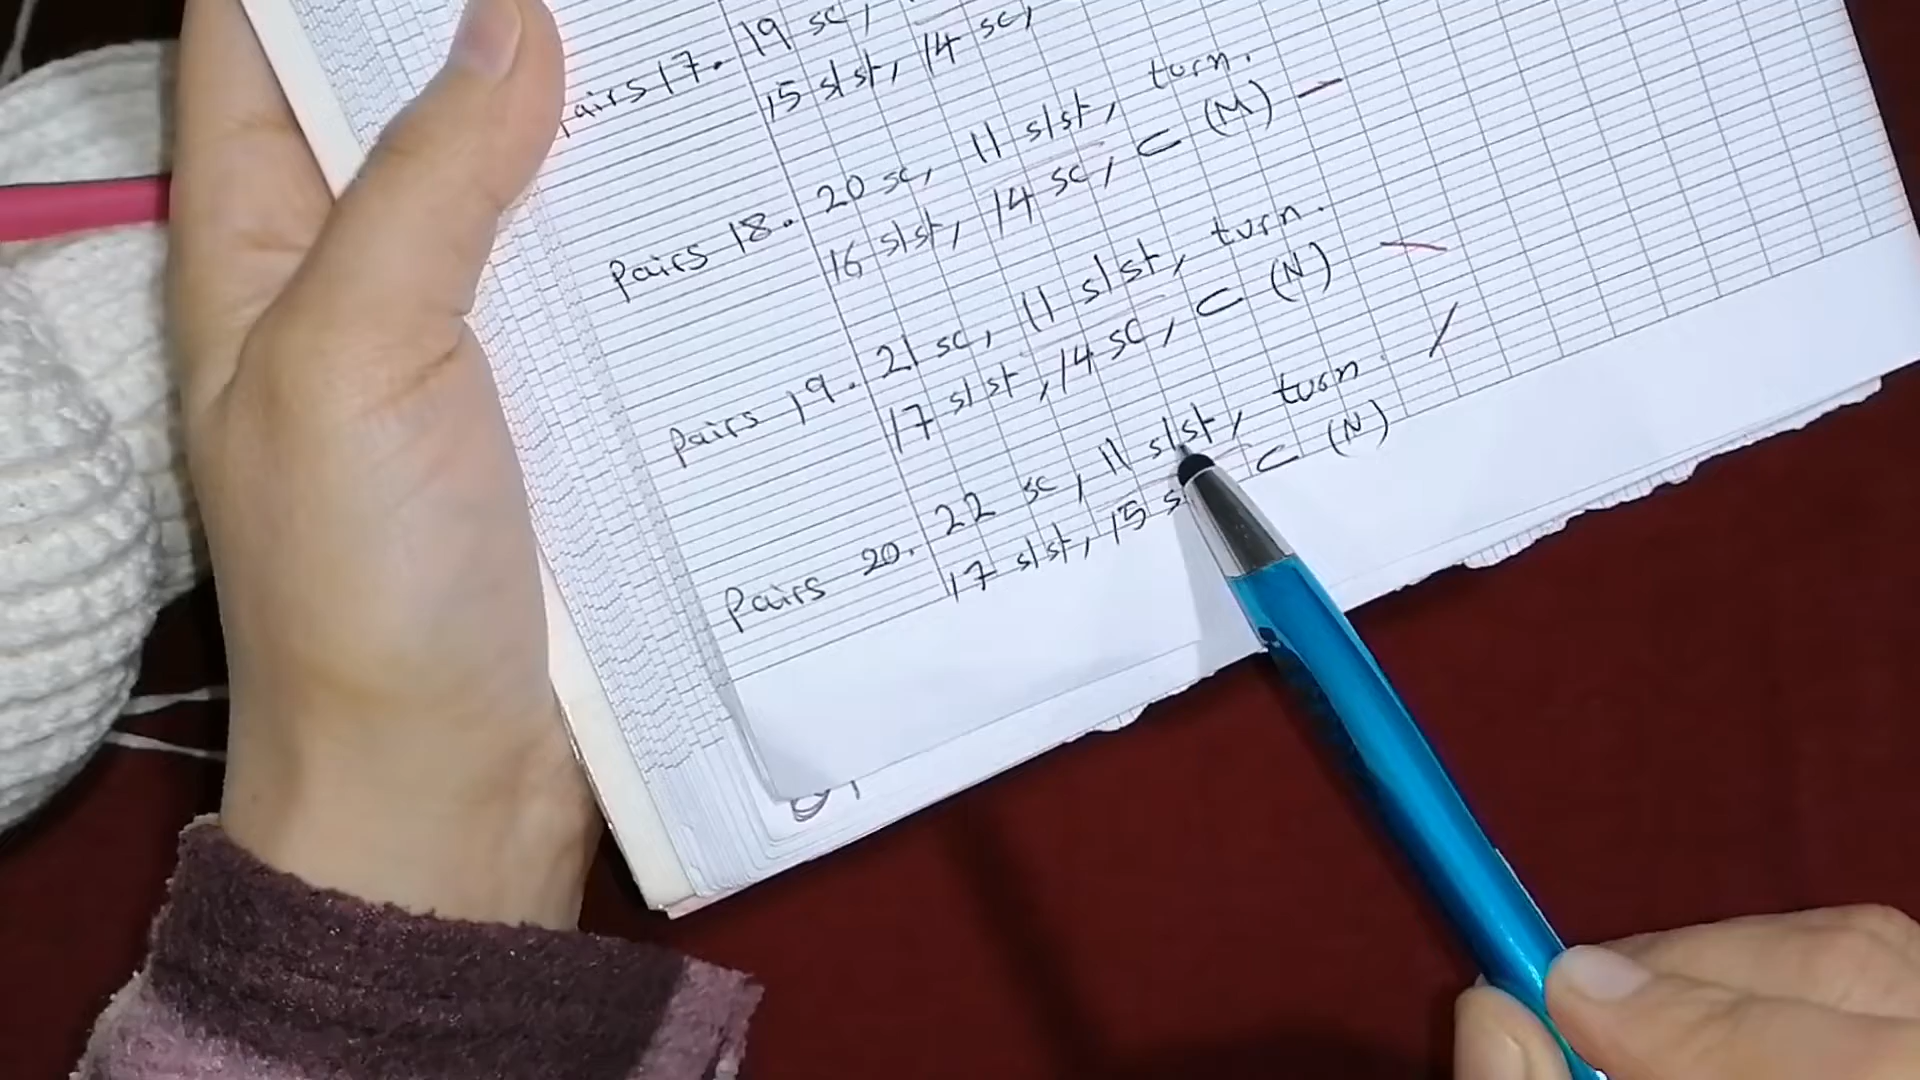 airs 17. 19 sc,
15 slst, 14 sc,
Pairs 18. 20 sc, 11 slst, turn.
16 slst, 14 sc, C (M)
Pairs 19. 21 sc, 11 slst, turn.
17 slst, 14 sc, C (N)
Pairs 20. 22 sc, 11 slst, turn.
17 slst, 15 s C (N)